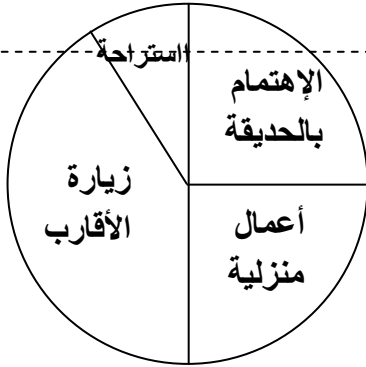 استراحة
الإهتمام
بالحديقة
زيارة
الأقارب
أعمال
منزلية